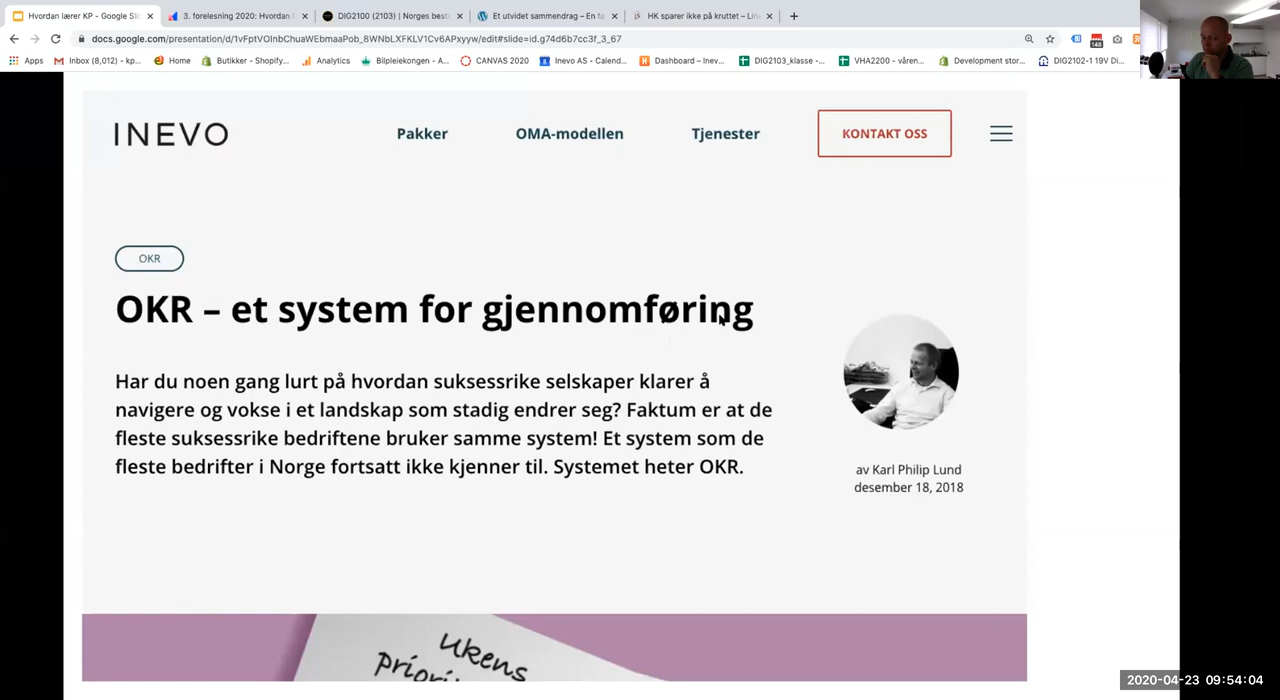 Hvordan lærer KP - Google Sli
3. forelesning 2020: Hvordan
DIG2100 (2103) | Norges best
Et utvidet sammendrag – En fa
HK sparer ikke på kruttet – Lin
docs.google.com/presentation/d/1vFptVOInbChuaWEbmaaPob_8WNbLXFKLV1Cv6APxyyw/edit#slide=id.g74d6b7cc3f_3_67
148
Apps
Inbox (8,012) - kp...
Home
Butikker - Shopify...
Analytics
Bilpleiekongen - A...
CANVAS 2020
Inevo AS - Calend...
Dashboard – Inev...
DIG2103_klasse -...
VHA2200 - våren...
Development stor...
DIG2102-1 19V Di...
INEVO
Pakker
OMA-modellen
Tjenester
KONTAKT OSS
OKR
OKR – et system for gjennomføring
Har du noen gang lurt på hvordan suksessrike selskaper klarer å
navigere og vokse i et landskap som stadig endrer seg? Faktum er at de
fleste suksessrike bedriftene bruker samme system! Et system som de
fleste bedrifter i Norge fortsatt ikke kjenner til. Systemet heter OKR.
av Karl Philip Lund
desember 18, 2018
Ukens
2020-04-23 09:54:04